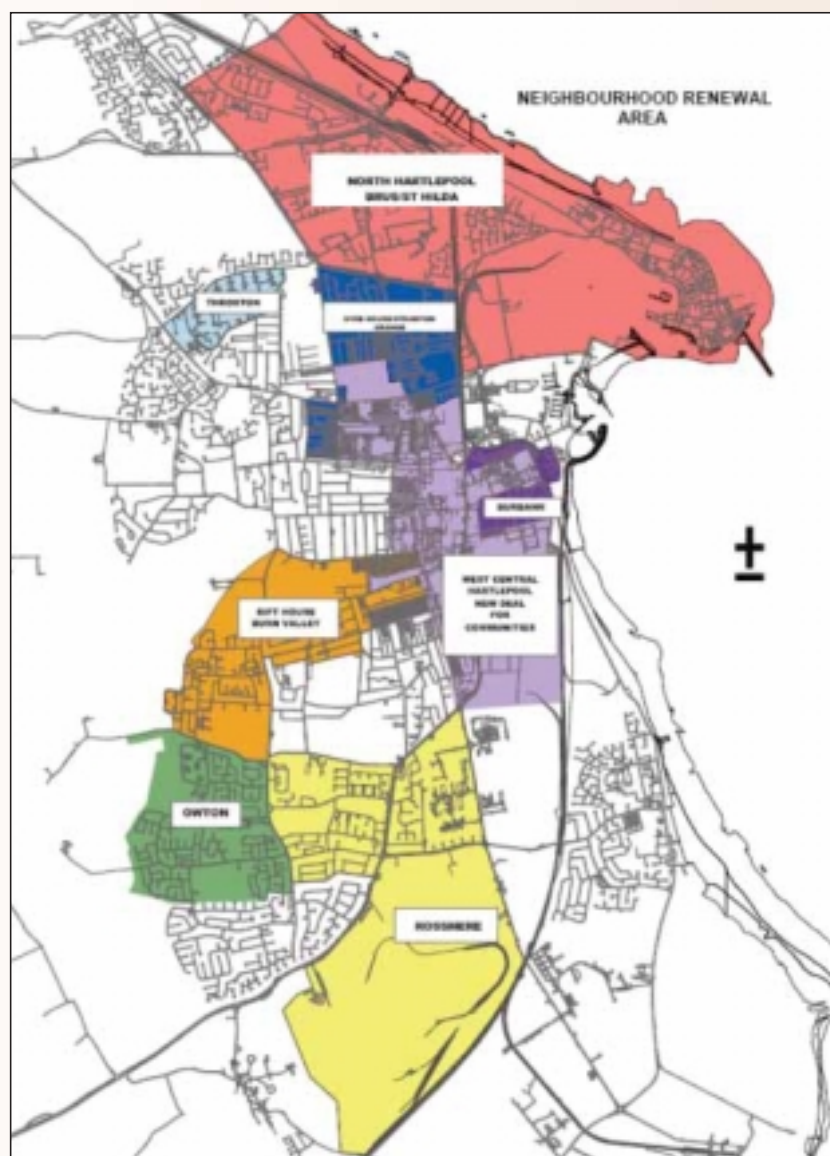 NEIGHBOURHOOD RENEWAL
AREA
NORTH HARTLEPOOL
BRUS/ST HILDA
THROSTON
DYKE HOUSE/STRANTON
GRANGE
BURBANK
WEST CENTRAL
HARTLEPOOL
NEW DEAL
FOR
COMMUNITIES
RIFT HOUSE
BURN VALLEY
OWTON
ROSSMERE